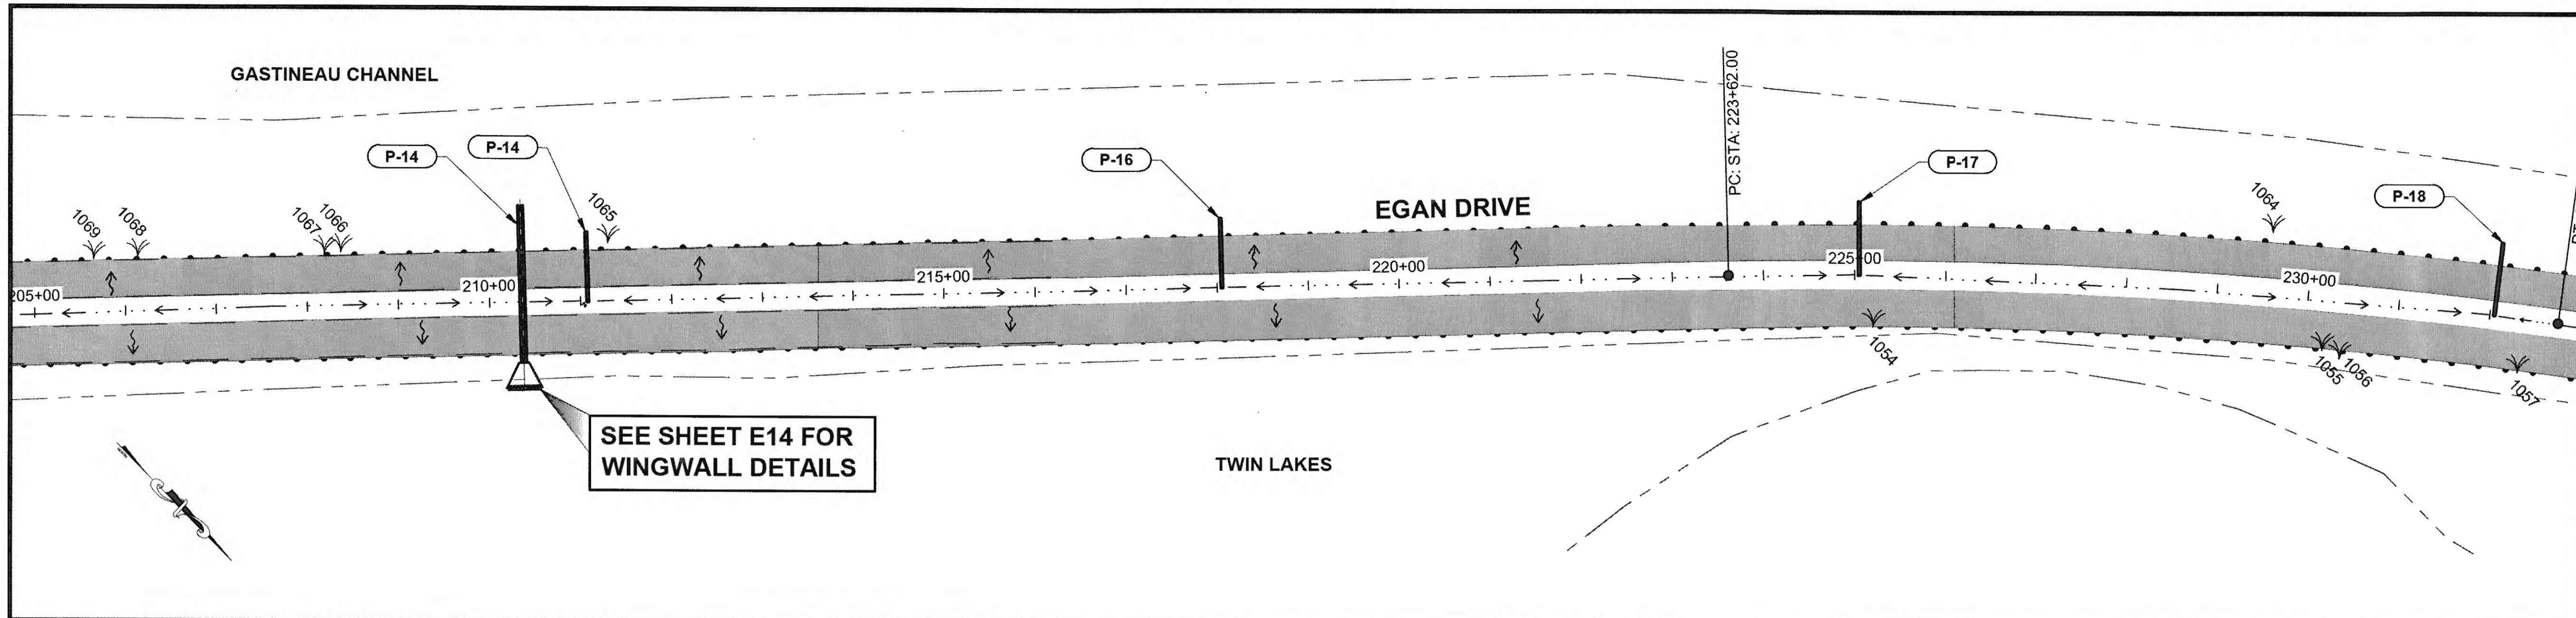 GASTINEAU CHANNEL
PC: STA: 223+62.00
P-14
P-14
P-16
P-17
P-18
EGAN DRIVE
1069
1068
1067
1066
1065
1064
205+00
210+00
215+00
220+00
225+00
230+00
1054
1055
1056
1057
SEE SHEET E14 FOR
WINGWALL DETAILS
TWIN LAKES